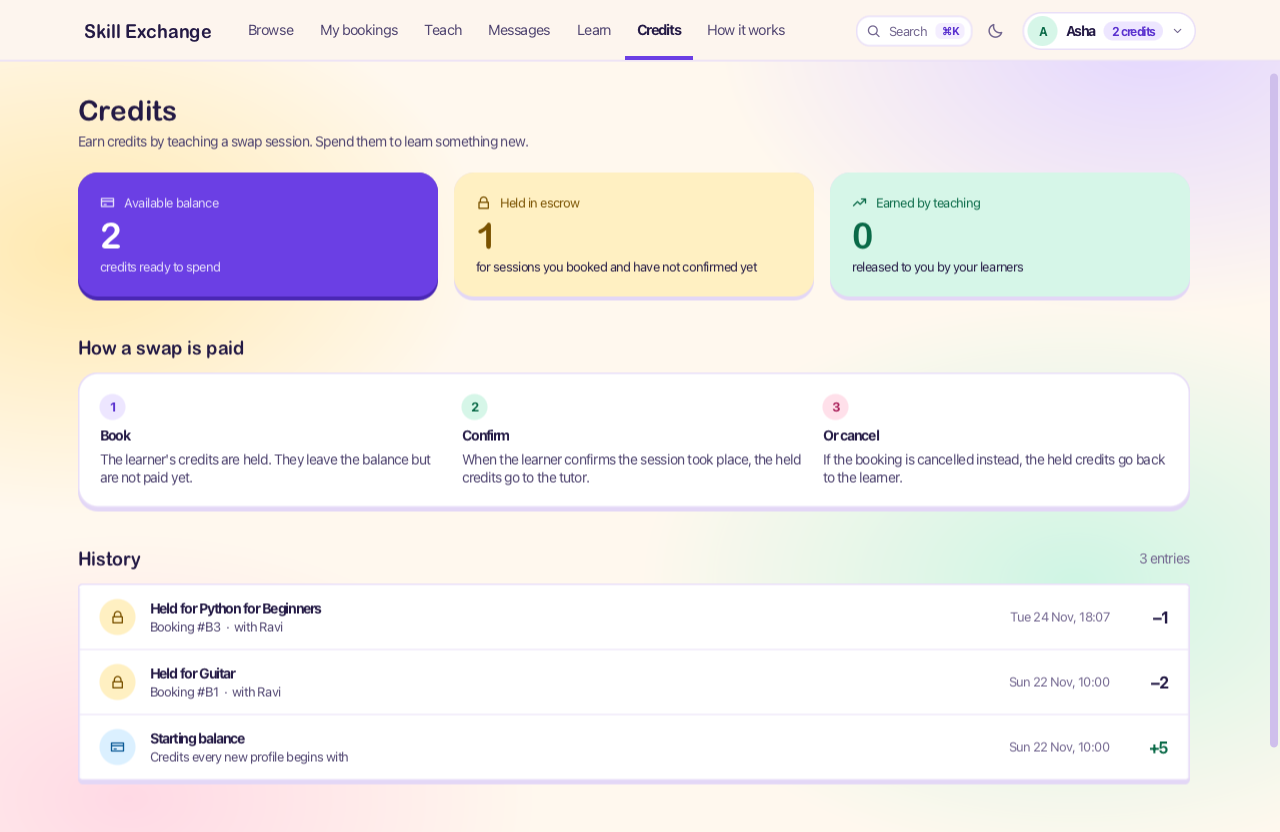 Skill Exchange Browse My bookings Teach Messages Learn Credits How it works Search ⌘K A Asha 2 credits
Credits
Earn credits by teaching a swap session. Spend them to learn something new.
Available balance
2
credits ready to spend
Held in escrow
1
for sessions you booked and have not confirmed yet
Earned by teaching
0
released to you by your learners
How a swap is paid
1
Book
The learner's credits are held. They leave the balance but
are not paid yet.
2
Confirm
When the learner confirms the session took place, the held
credits go to the tutor.
3
Or cancel
If the booking is cancelled instead, the held credits go back
to the learner.
History 3 entries
Held for Python for Beginners
Booking #B3 · with Ravi
Tue 24 Nov, 18:07 –1
Held for Guitar
Booking #B1 · with Ravi
Sun 22 Nov, 10:00 –2
Starting balance
Credits every new profile begins with
Sun 22 Nov, 10:00 +5